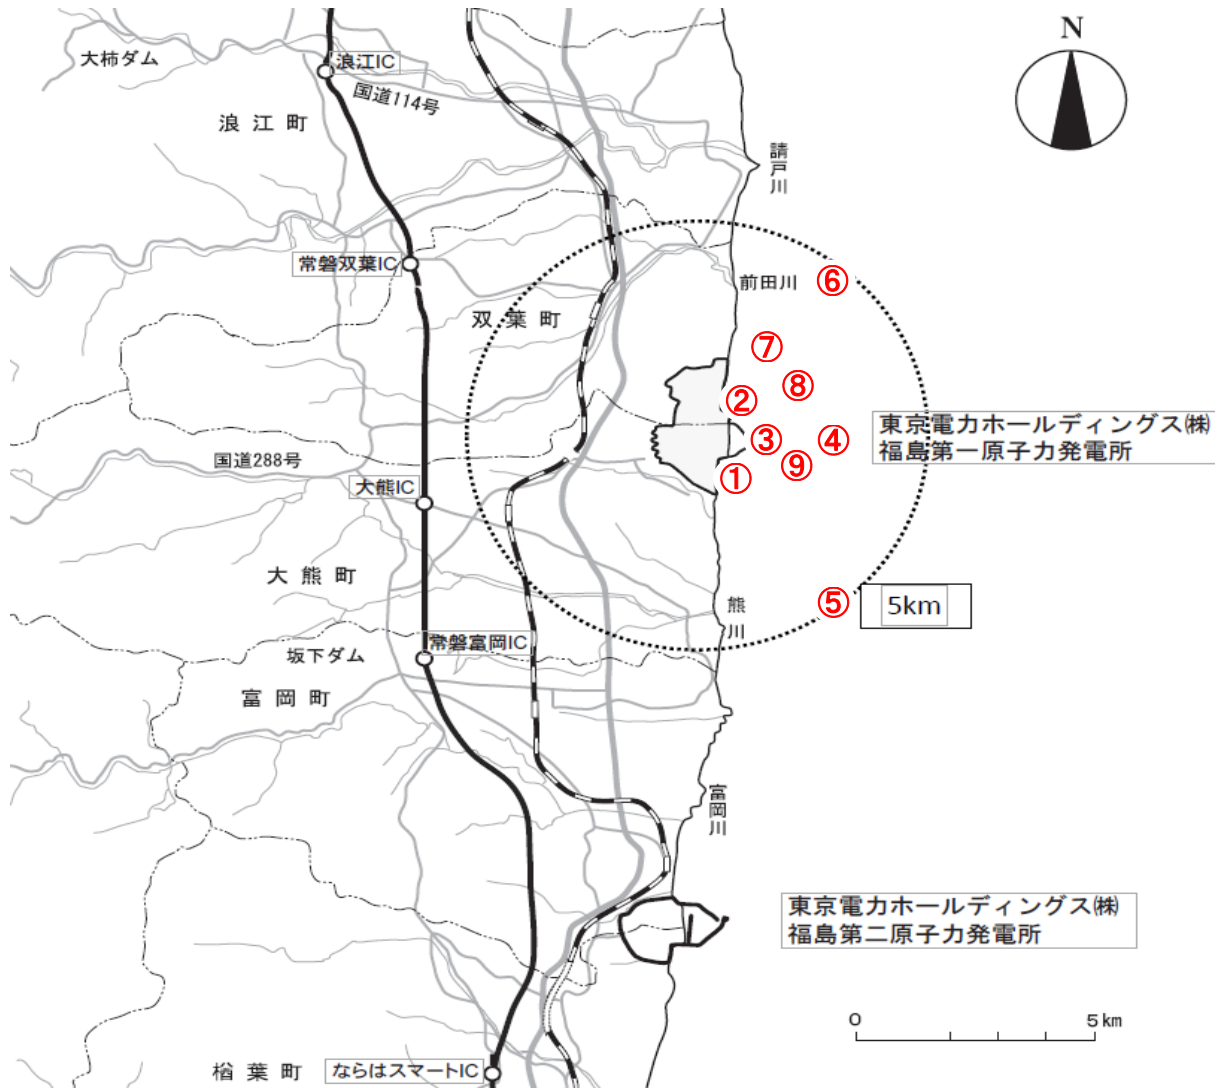 N
大柿ダム
浪江IC
国道114号
浪江町
請戸川
常磐双葉IC
前田川
⑥
双葉町
⑦
⑧
②
東京電力ホールディングス㈱
福島第一原子力発電所
③
④
国道288号
⑨
①
大熊IC
大熊町
熊川
⑤
5km
常磐富岡IC
坂下ダム
富岡町
富岡川
東京電力ホールディングス㈱
福島第二原子力発電所
0
5km
楢葉町
ならはスマートIC